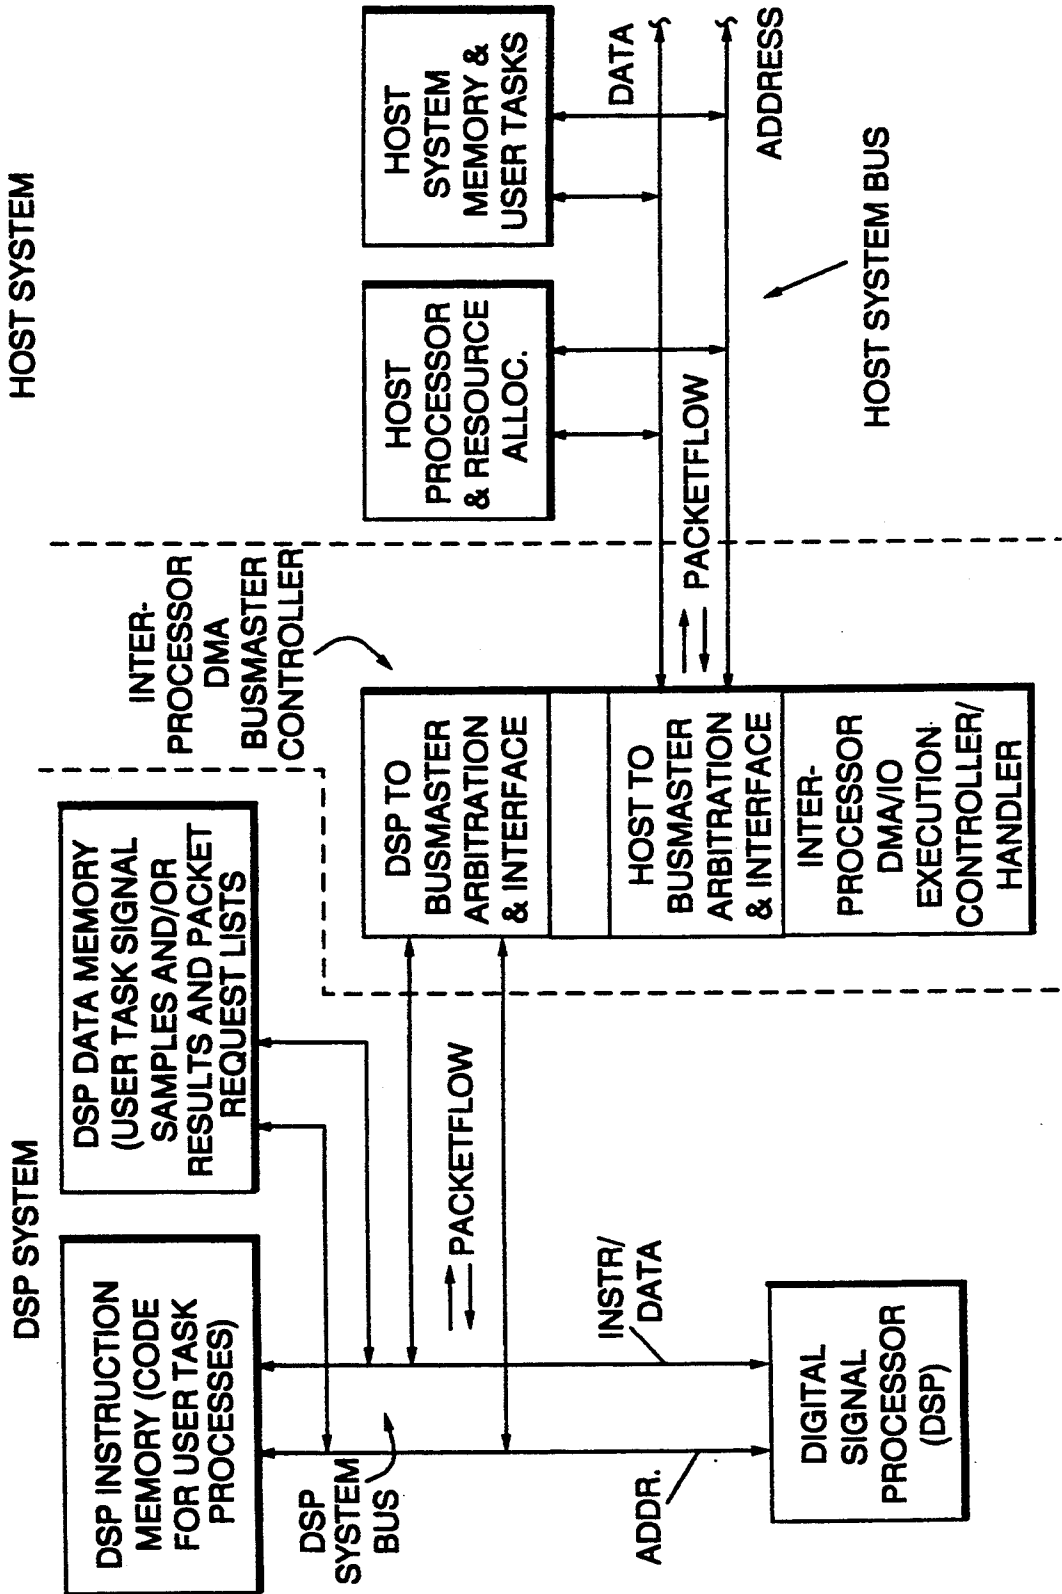 DSP SYSTEM
HOST SYSTEM
DSP INSTRUCTION
MEMORY (CODE
FOR USER TASK
PROCESSES)
DSP DATA MEMORY
(USER TASK SIGNAL
SAMPLES AND/OR
RESULTS AND PACKET
REQUEST LISTS
INTER-
PROCESSOR
DMA
BUSMASTER
CONTROLLER
HOST
PROCESSOR
& RESOURCE
ALLOC.
HOST
SYSTEM
MEMORY &
USER TASKS
DSP
SYSTEM
BUS
PACKETFLOW
DSP TO
BUSMASTER
ARBITRATION
& INTERFACE
HOST TO
BUSMASTER
ARBITRATION
& INTERFACE
INTER-
PROCESSOR
DMA/IO
EXECUTION
CONTROLLER/
HANDLER
DATA
PACKETFLOW
ADDRESS
HOST SYSTEM BUS
ADDR.
INSTR/
DATA
DIGITAL
SIGNAL
PROCESSOR
(DSP)